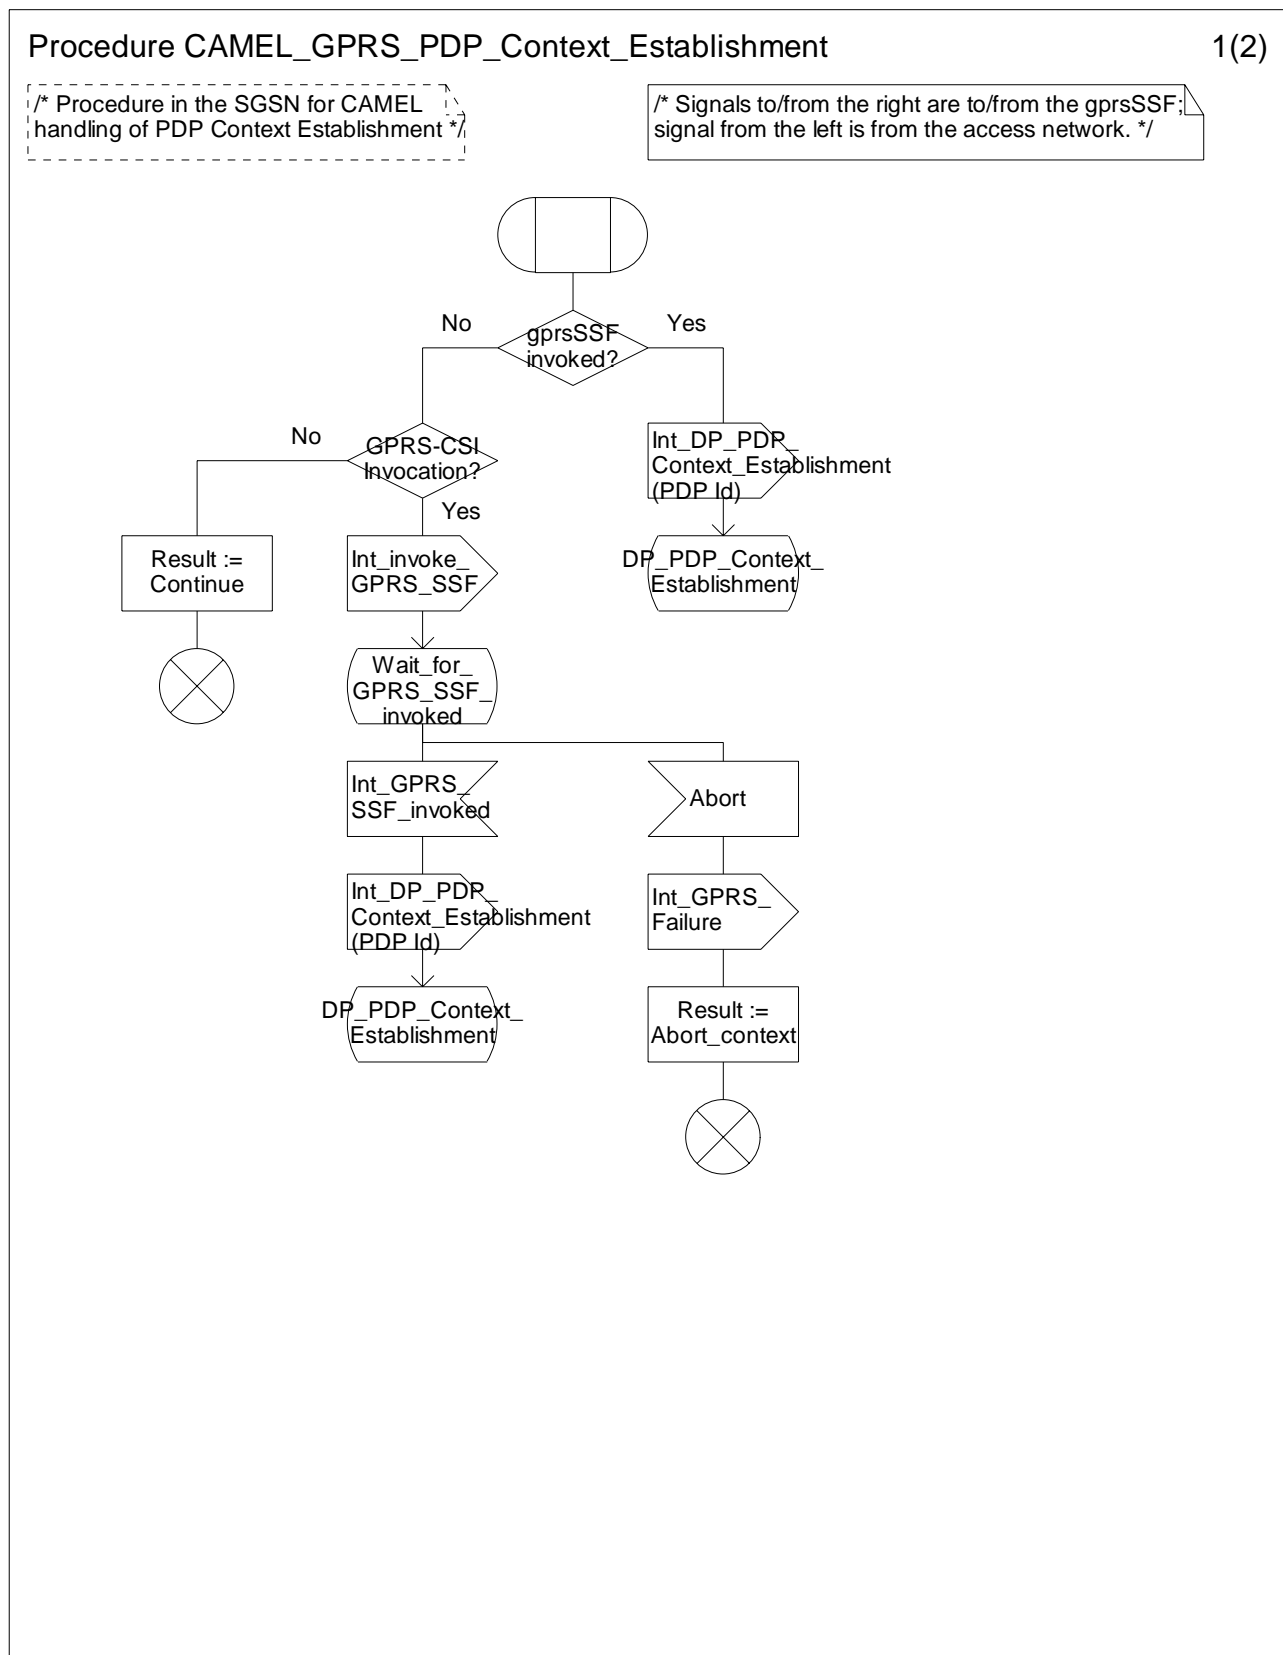 Procedure CAMEL_GPRS_PDP_Context_Establishment
1(2)
/* Procedure in the SGSN for CAMEL
handling of PDP Context Establishment */
/* Signals to/from the right are to/from the gprsSSF;
signal from the left is from the access network. */
No
gprsSSF
invoked?
Yes
No
GPRS-CSI
Invocation?
Yes
Int_DP_PDP_
Context_Establishment
(PDP Id)
Result :=
Continue
Int_invoke_
GPRS_SSF
DP_PDP_Context_
Establishment
Wait_for_
GPRS_SSF_
invoked
Int_GPRS_
SSF_invoked
Abort
Int_DP_PDP_
Context_Establishment
(PDP Id)
Int_GPRS_
Failure
DP_PDP_Context_
Establishment
Result :=
Abort_context